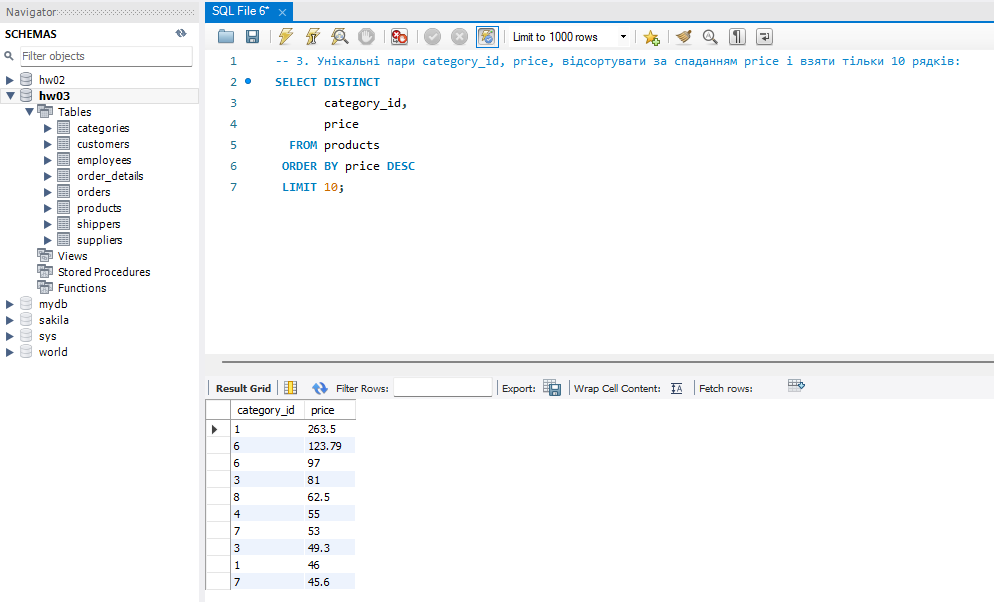 Navigator
SCHEMAS
Filter objects
hw02
hw03
Tables
categories
customers
employees
order_details
orders
products
shippers
suppliers
Views
Stored Procedures
Functions
mydb
sakila
sys
world
SQL File 6*
Limit to 1000 rows
1 -- 3. Унікальні пари category_id, price, відсортувати за спаданням price і взяти тільки 10 рядків:
2 SELECT DISTINCT
3 category_id,
4 price
5 FROM products
6 ORDER BY price DESC
7 LIMIT 10;
Result Grid Filter Rows: Export: Wrap Cell Content: Fetch rows:
category_id price
1 263.5
6 123.79
6 97
3 81
8 62.5
4 55
7 53
3 49.3
1 46
7 45.6